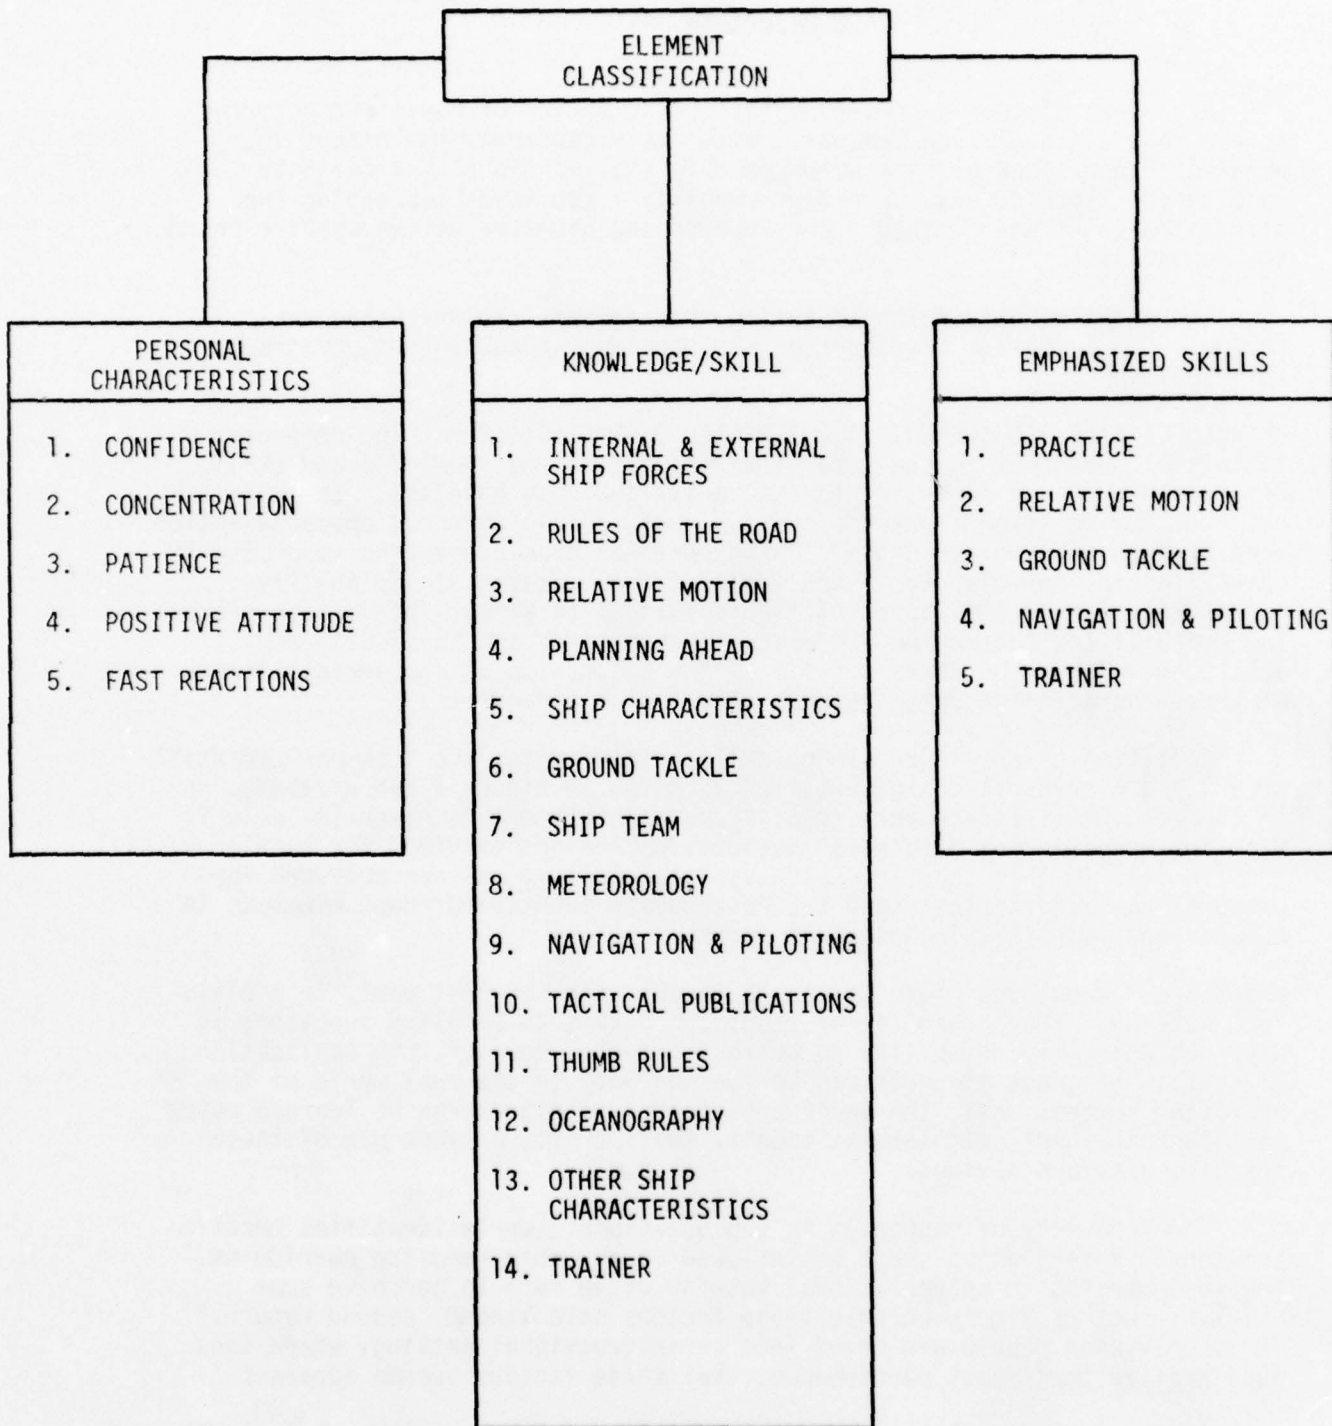 ELEMENT
CLASSIFICATION
PERSONAL
CHARACTERISTICS
1. CONFIDENCE
2. CONCENTRATION
3. PATIENCE
4. POSITIVE ATTITUDE
5. FAST REACTIONS
KNOWLEDGE/SKILL
1. INTERNAL & EXTERNAL
SHIP FORCES
2. RULES OF THE ROAD
3. RELATIVE MOTION
4. PLANNING AHEAD
5. SHIP CHARACTERISTICS
6. GROUND TACKLE
7. SHIP TEAM
8. METEOROLOGY
9. NAVIGATION & PILOTING
10. TACTICAL PUBLICATIONS
11. THUMB RULES
12. OCEANOGRAPHY
13. OTHER SHIP
CHARACTERISTICS
14. TRAINER
EMPHASIZED SKILLS
1. PRACTICE
2. RELATIVE MOTION
3. GROUND TACKLE
4. NAVIGATION & PILOTING
5. TRAINER